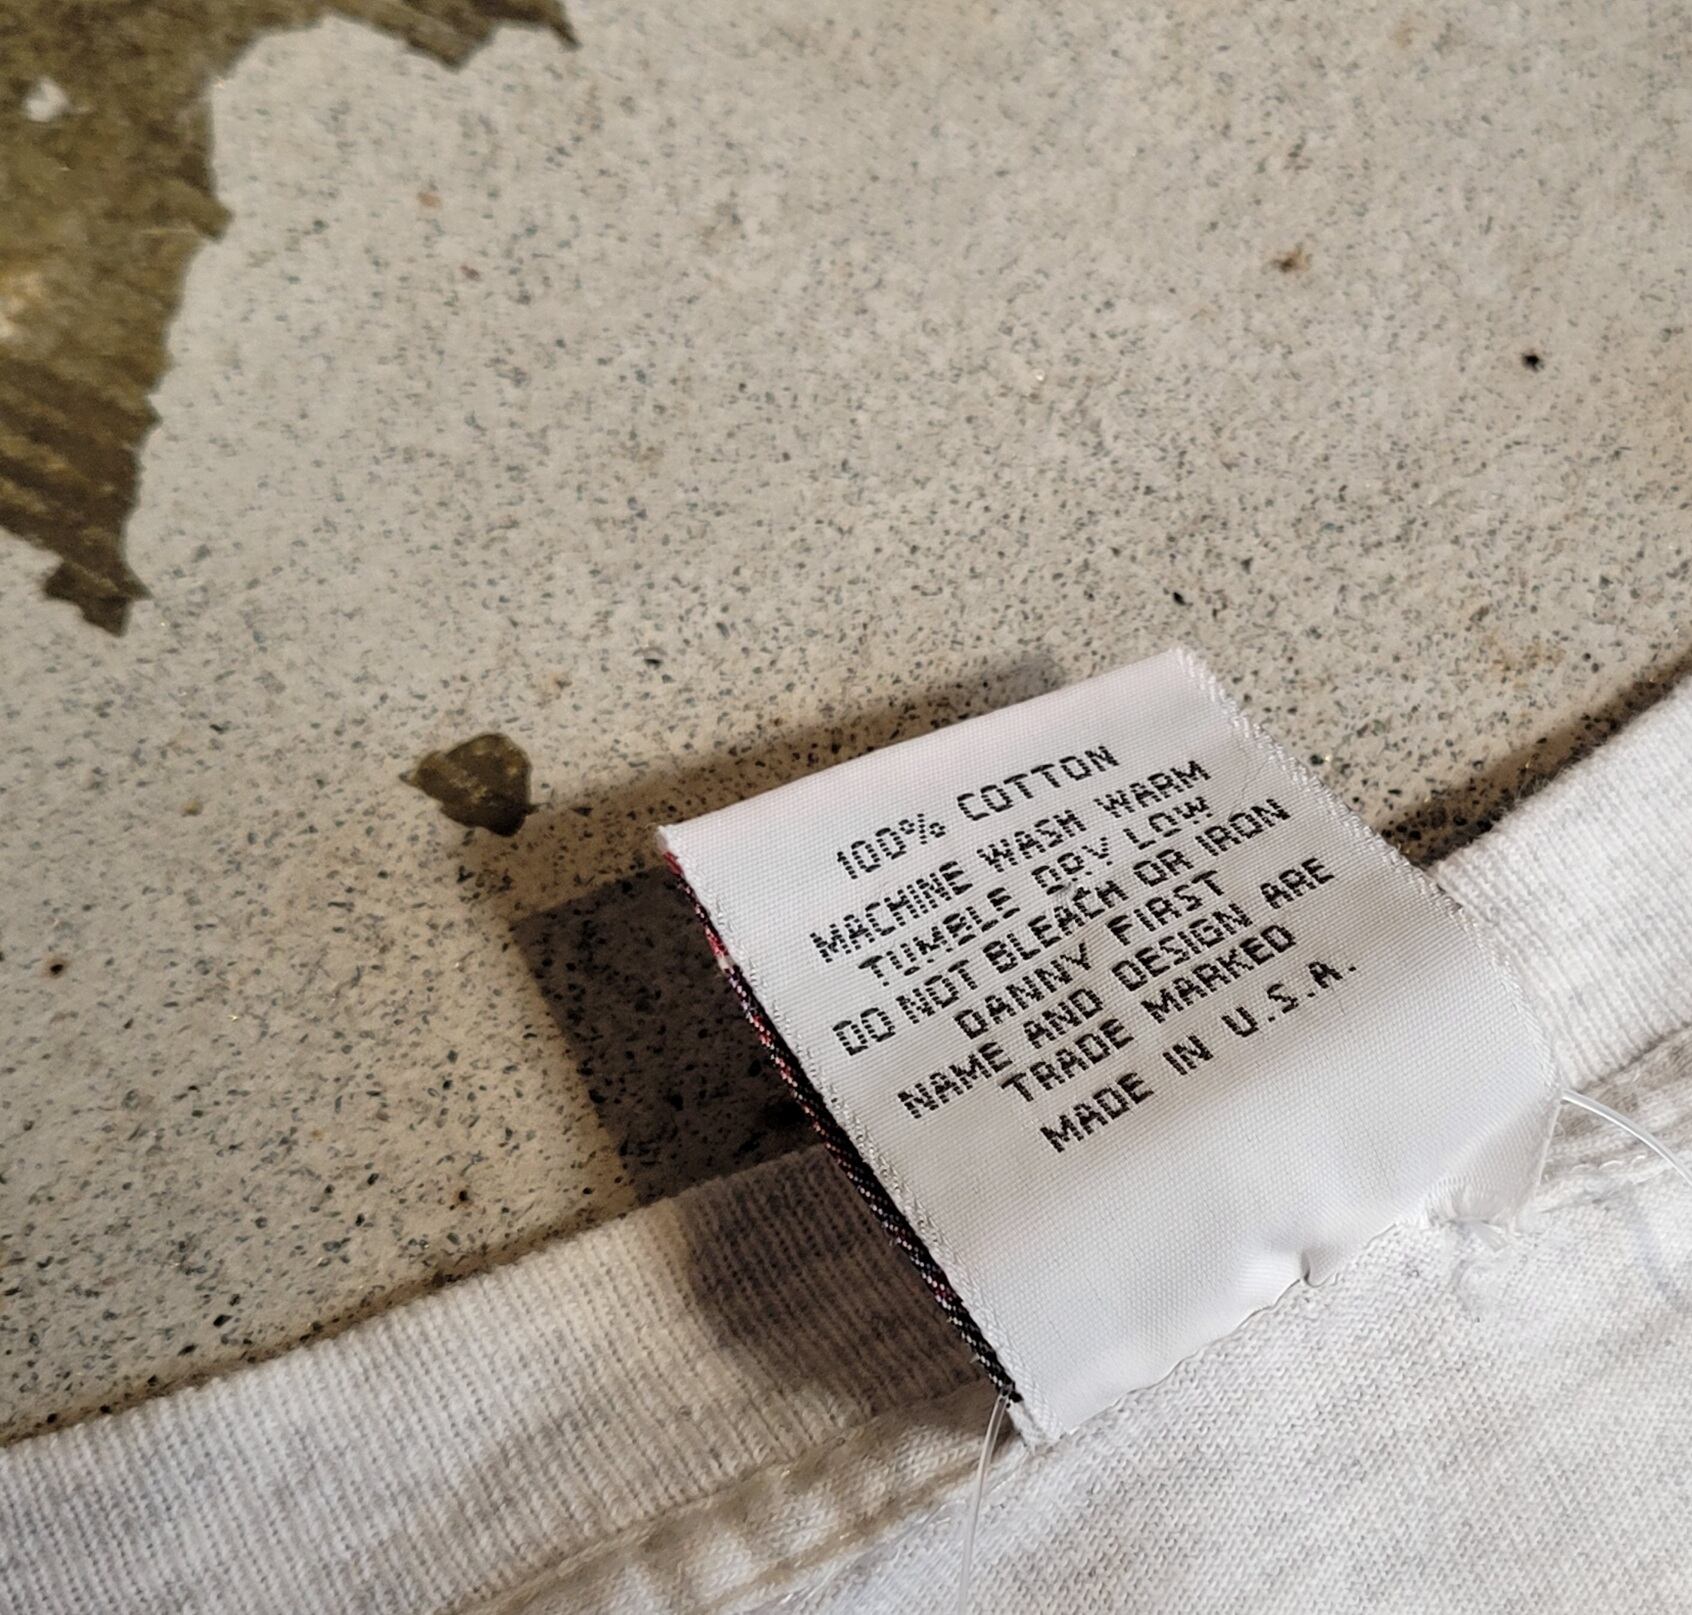 100% COTTON
MACHINE WASH WARM
TUMBLE DRY LOW
DO NOT BLEACH OR IRON
DANNY FIRST
NAME AND DESIGN ARE
TRADE MARKED
MADE IN U.S.A.